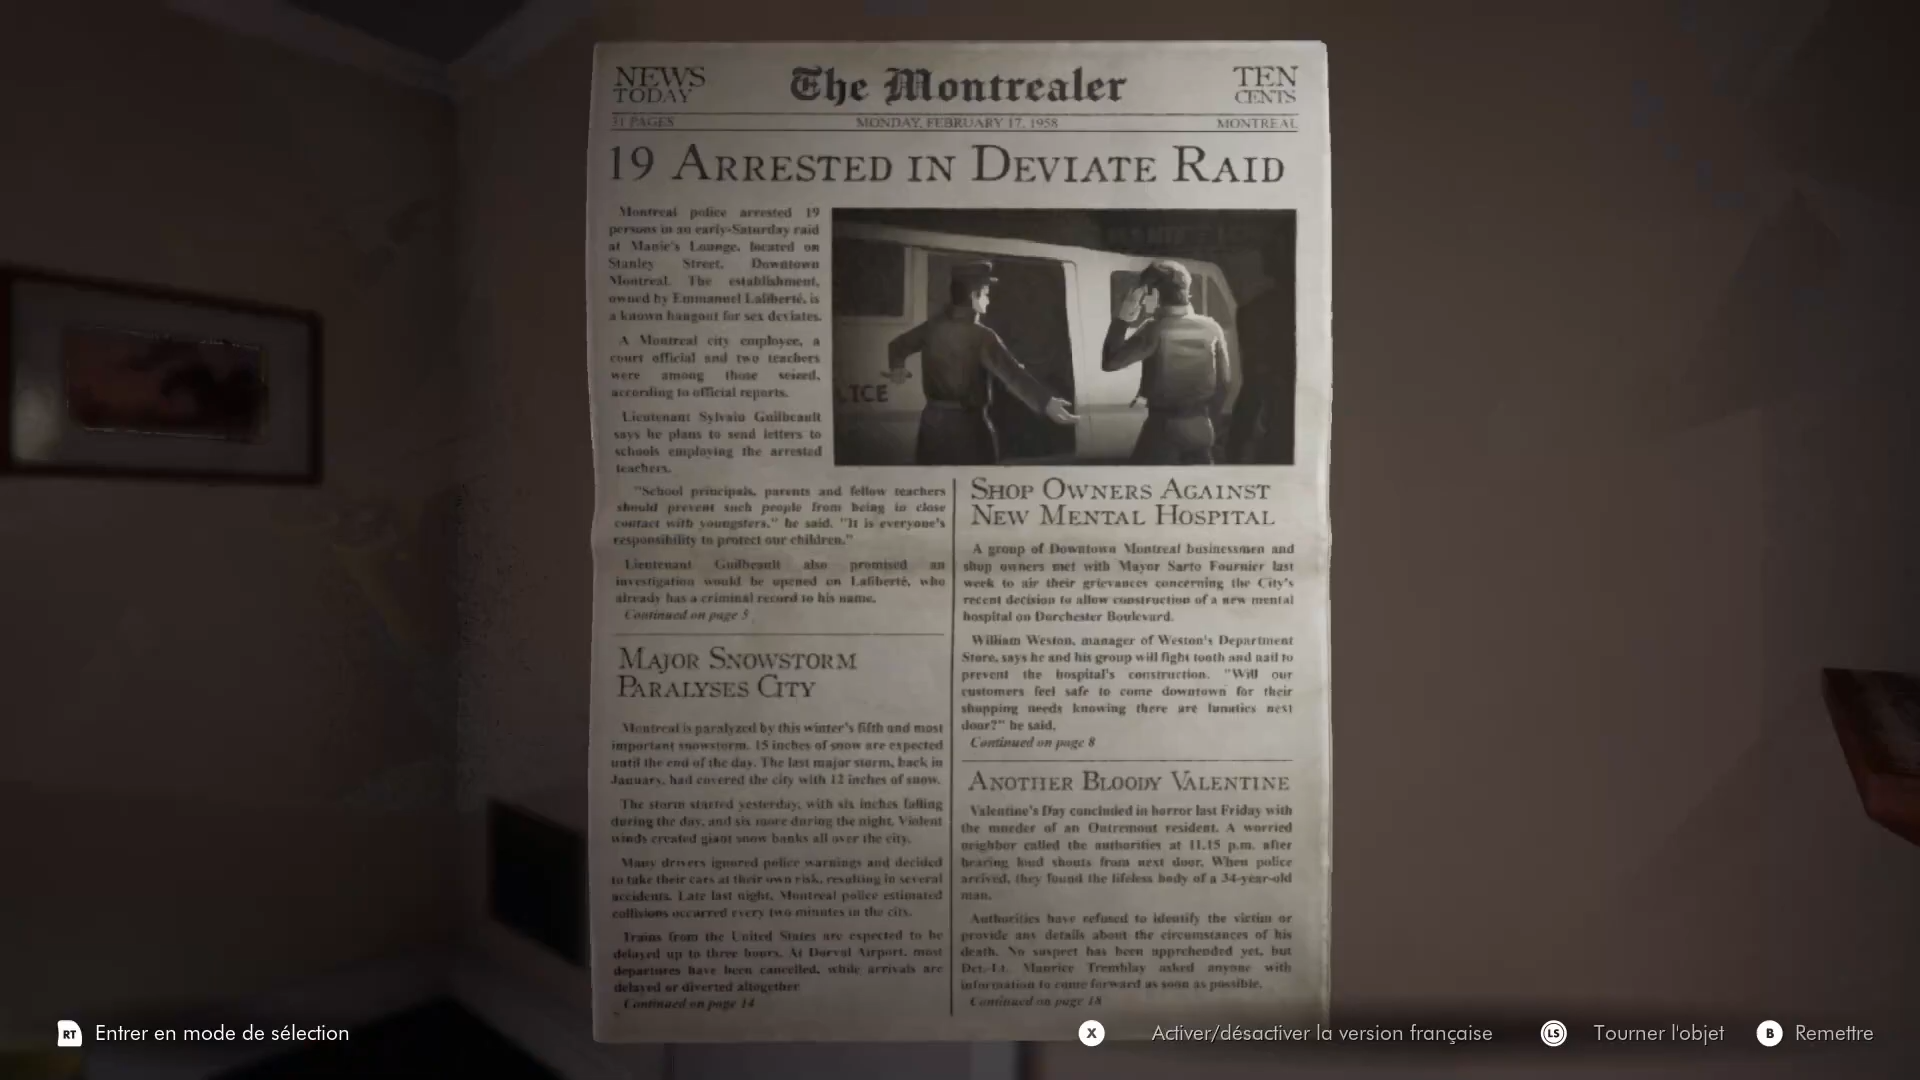 NEWS TODAY
The Montrealer
TEN CENTS
31 PAGES
MONDAY, FEBRUARY 17, 1958
MONTREAL
19 ARRESTED IN DEVIATE RAID
Montreal police arrested 19
persons in an early-Saturday raid
at Manie's Lounge, located on
Stanley Street, Downtown
Montreal. The establishment,
owned by Emmanuel Laliberté, is
a known hangout for sex deviates.
A Montreal city employee, a
court official and two teachers
were among those seized,
according to official reports.
Lieutenant Sylvain Guilbeault
says he plans to send letters to
schools employing the arrested
teachers.
"School principals, parents and fellow teachers
should prevent such people from being in close
contact with youngsters." he said. "It is everyone's
responsibility to protect our children."
Lieutenant Guilbeault also promised an
investigation would be opened on Laliberté, who
already has a criminal record to his name.
Continued on page 5
MAJOR SNOWSTORM
PARALYSES CITY
Montreal is paralyzed by this winter's fifth and most
important snowstorm. 15 inches of snow are expected
until the end of the day. The last major storm, back in
January, had covered the city with 12 inches of snow.
The storm started yesterday, with six inches falling
during the day, and six more during the night. Violent
winds created giant snow banks all over the city.
Many drivers ignored police warnings and decided
to take their cars at their own risk, resulting in several
accidents. Late last night, Montreal police estimated
collisions occurred every two minutes in the city.
Trains from the United States are expected to be
delayed up to three hours. At Dorval Airport, most
departures have been cancelled, while arrivals are
delayed or diverted altogether
Continued on page 14
LICE
SHOP OWNERS AGAINST
NEW MENTAL HOSPITAL
A group of Downtown Montreal businessmen and
shop owners met with Mayor Sarto Fournier last
week to air their grievances concerning the City's
recent decision to allow construction of a new mental
hospital on Dorchester Boulevard.
William Weston, manager of Weston's Department
Store, says he and his group will fight tooth and nail to
prevent the hospital's construction. "Will our
customers feel safe to come downtown for their
shopping needs knowing there are lunatics next
door?" he said.
Continued on page 8
ANOTHER BLOODY VALENTINE
Valentine's Day concluded in horror last Friday with
the murder of an Outremont resident. A worried
neighbor called the authorities at 11.15 p.m. after
hearing loud shouts from next door. When police
arrived, they found the lifeless body of a 34-year-old
man.
Authorities have refused to identify the victim or
provide any details about the circumstances of his
death. No suspect has been apprehended yet, but
Det.-Lt. Maurice Tremblay asked anyone with
information to come forward as soon as possible.
Continued on page 18
RT Entrer en mode de sélection
X Activer/désactiver la version française
LS Tourner l'objet
B Remettre